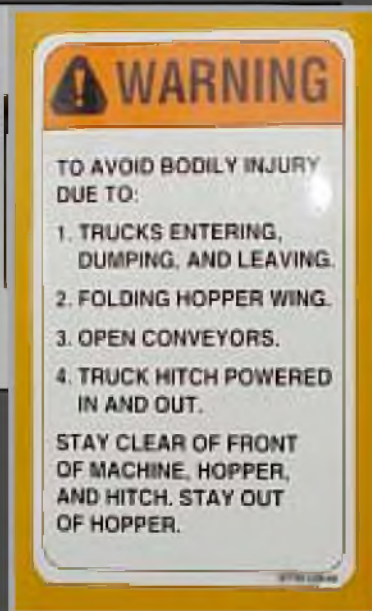 WARNING
TO AVOID BODILY INJURY
DUE TO:
1. TRUCKS ENTERING,
DUMPING, AND LEAVING.
2. FOLDING HOPPER WING.
3. OPEN CONVEYORS.
4. TRUCK HITCH POWERED
IN AND OUT.
STAY CLEAR OF FRONT
OF MACHINE, HOPPER,
AND HITCH. STAY OUT
OF HOPPER.